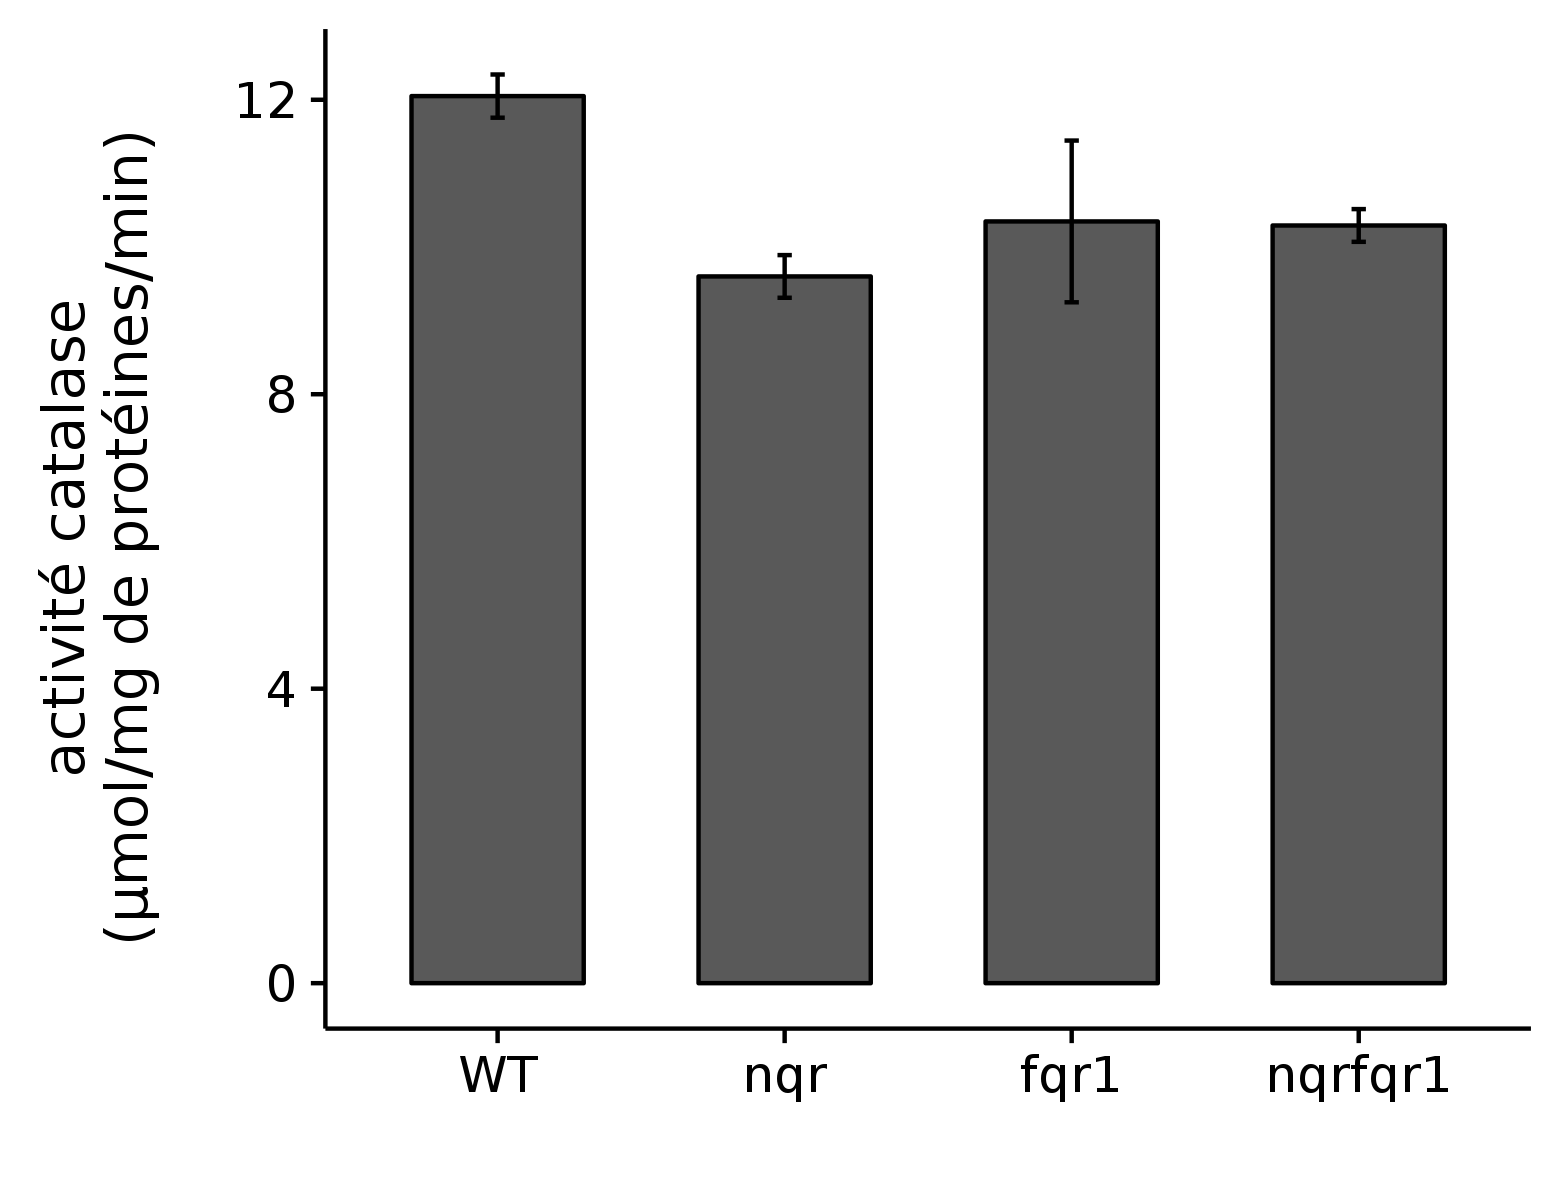 activité catalase
(µmol/mg de protéines/min)
12
8
4
0
WT nqr fqr1 nqrfqr1